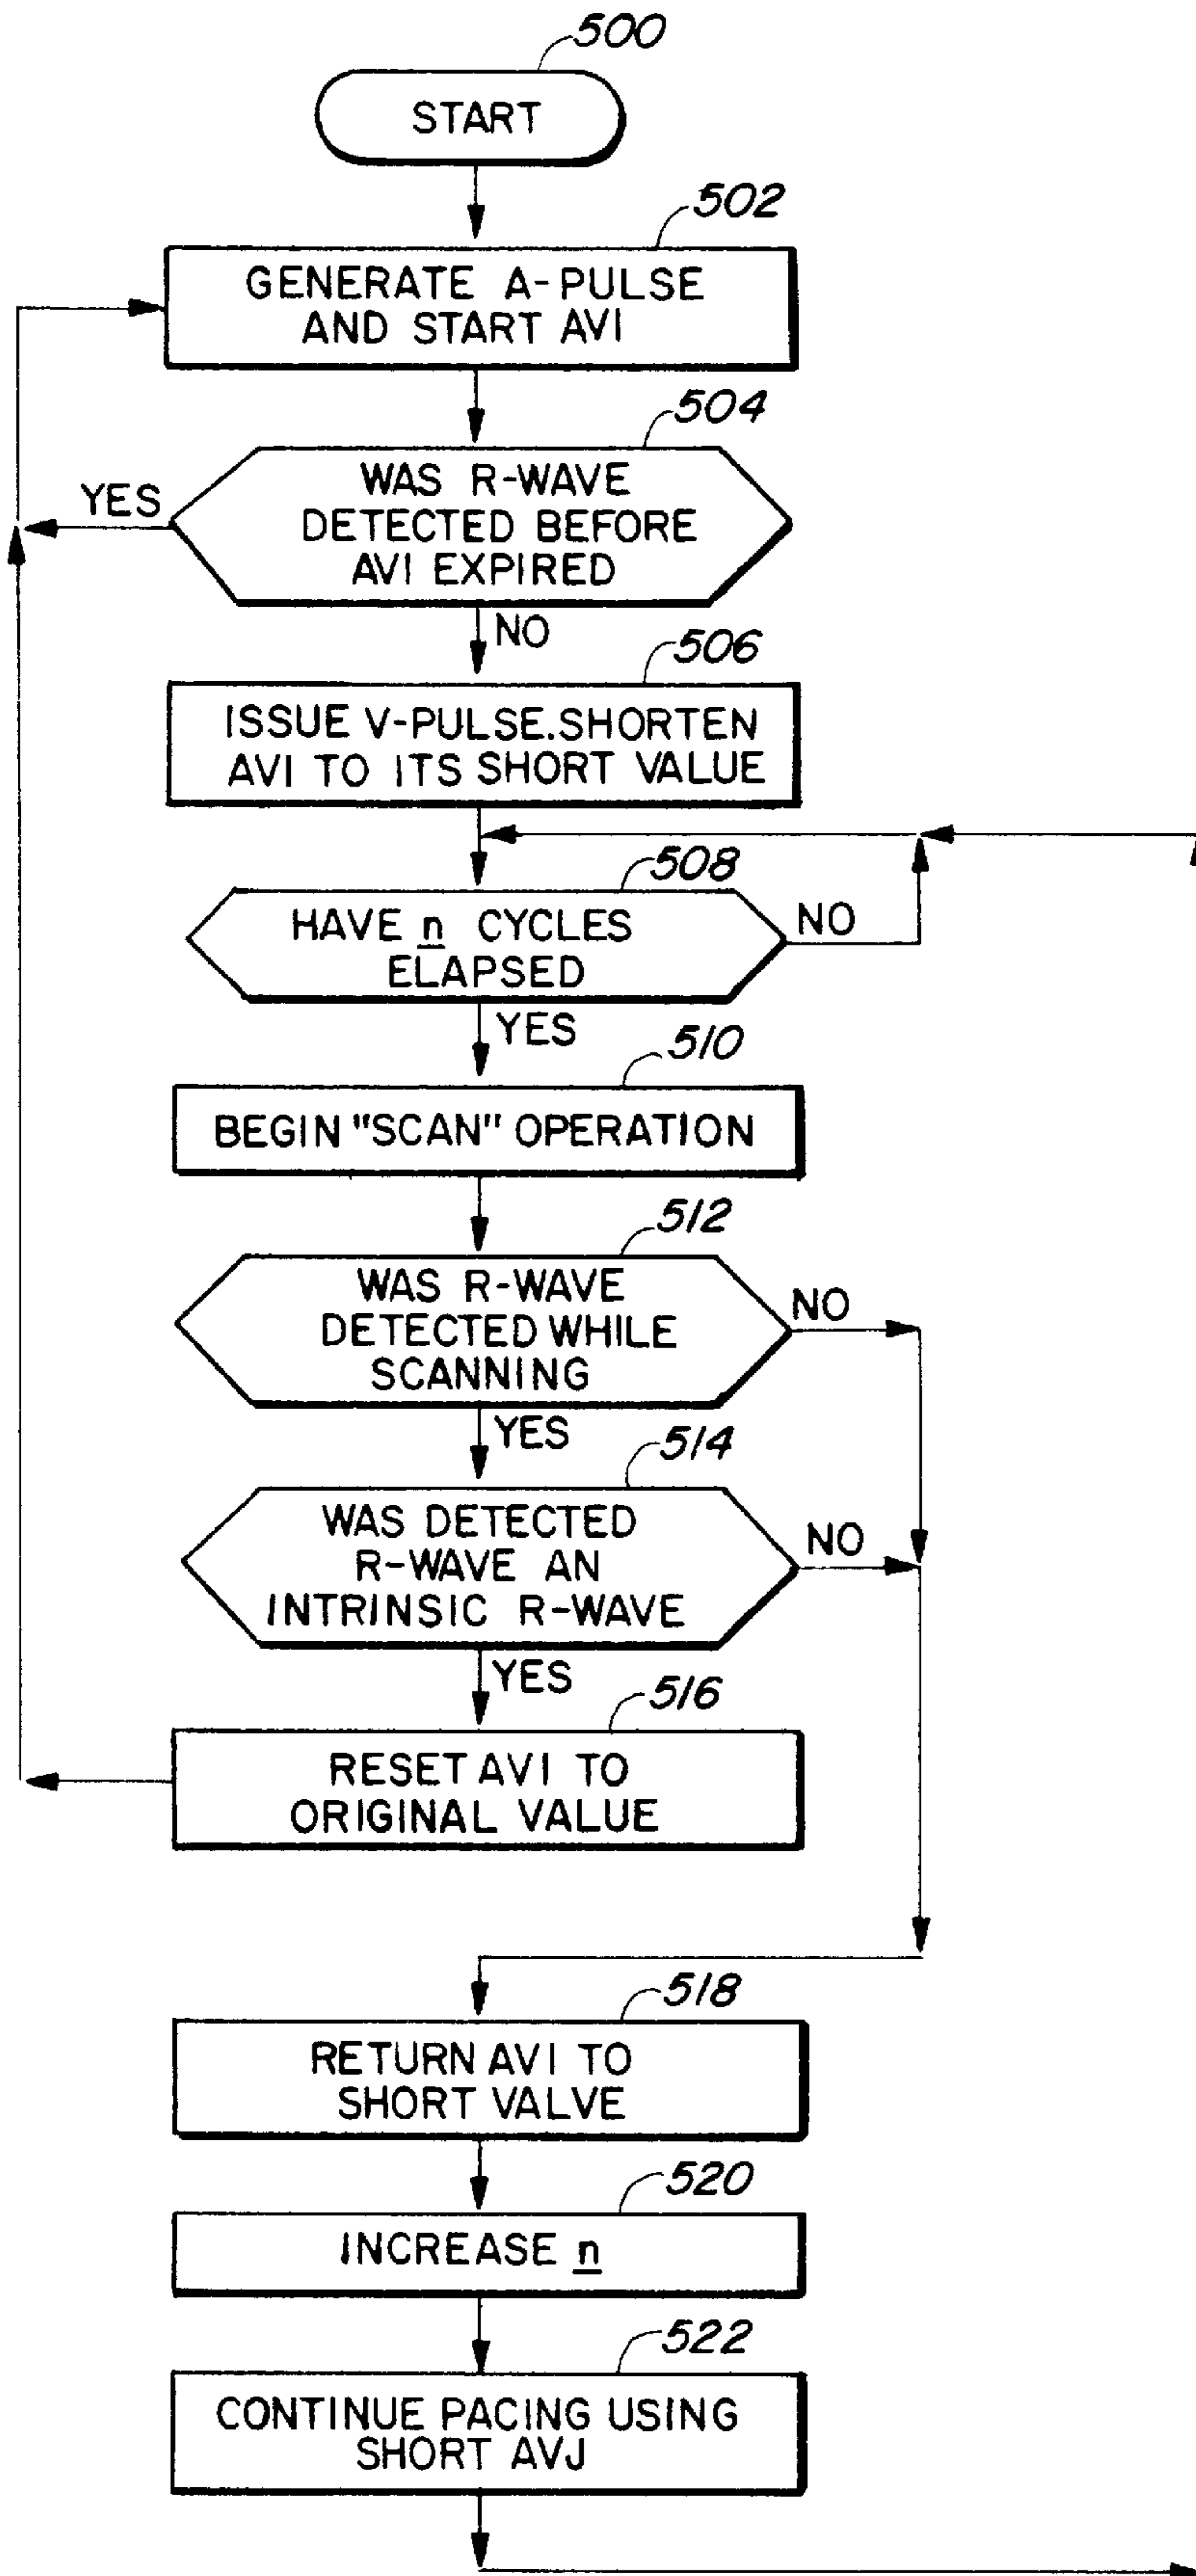 500
START
502
GENERATE A-PULSE
AND START AVI
504
WAS R-WAVE
DETECTED BEFORE
AVI EXPIRED
YES
NO
506
ISSUE V-PULSE.SHORTEN
AVI TO ITS SHORT VALUE
508
HAVE n CYCLES
ELAPSED
NO
YES
510
BEGIN "SCAN" OPERATION
512
WAS R-WAVE
DETECTED WHILE
SCANNING
NO
YES
514
WAS DETECTED
R-WAVE AN
INTRINSIC R-WAVE
NO
YES
516
RESET AVI TO
ORIGINAL VALUE
518
RETURN AVI TO
SHORT VALVE
520
INCREASE n
522
CONTINUE PACING USING
SHORT AVJ